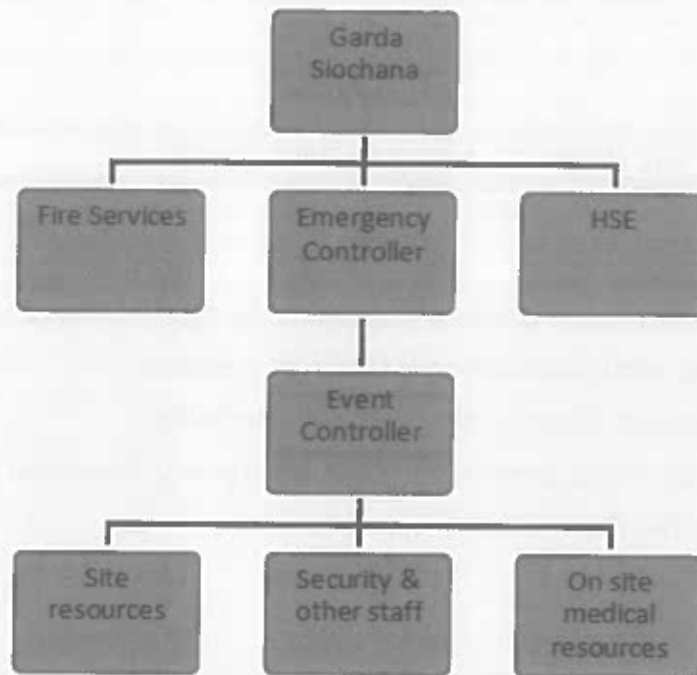 Garda
Siochana
Fire Services
Emergency
Controller
HSE
Event
Controller
Site
resources
Security &
other staff
On site
medical
resources